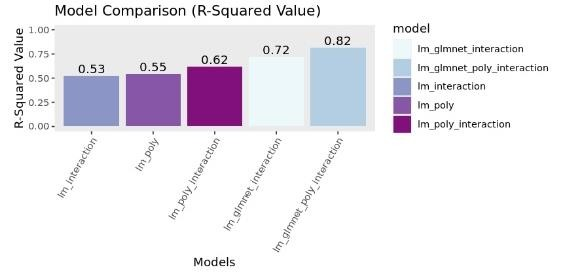 Model Comparison (R-Squared Value)
R-Squared Value
1.00
0.75
0.50
0.25
0.00
0.53
0.55
0.62
0.72
0.82
lm_interaction
lm_poly
lm_poly_interaction
lm_glmnet_interaction
lm_glmnet_poly_interaction
Models
model
lm_glmnet_interaction
lm_glmnet_poly_interaction
lm_interaction
lm_poly
lm_poly_interaction